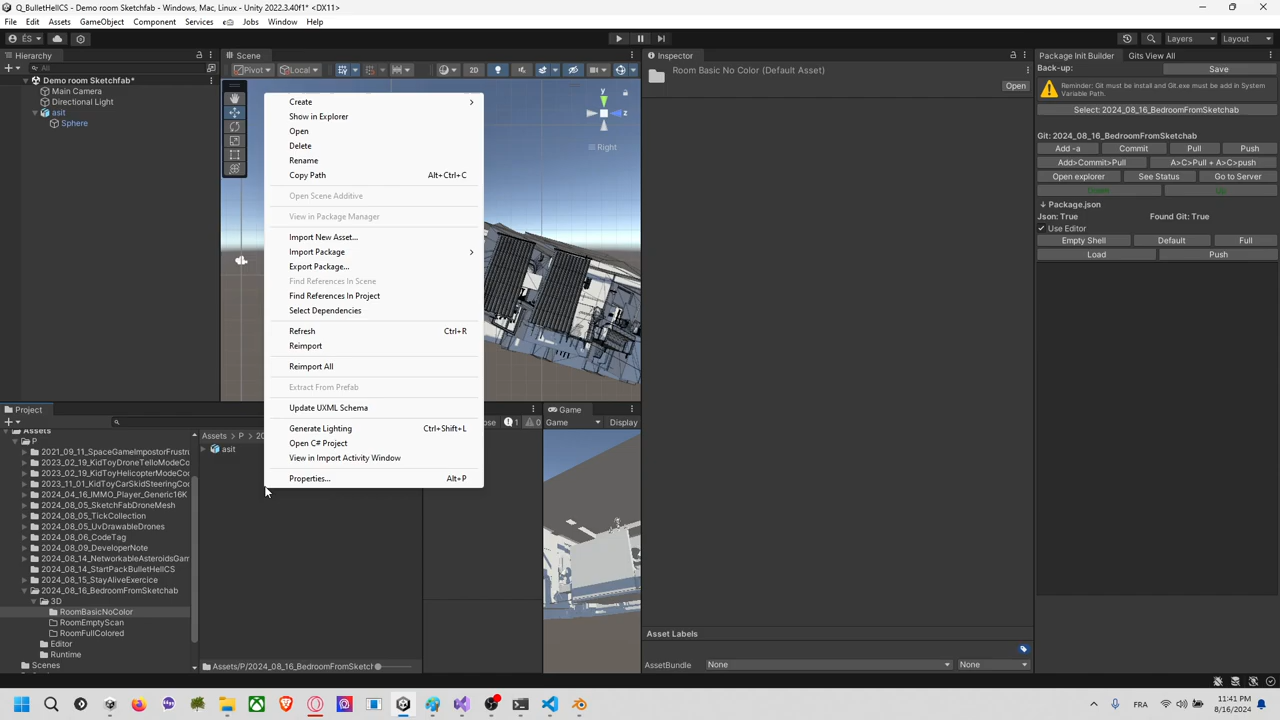 Q_BulletHellCS - Demo room Sketchfab - Windows, Mac, Linux - Unity 2022.3.40f1* <DX11>
File Edit Assets GameObject Component Services Jobs Window Help
ÉS Layers Layout
Hierarchy
All
Demo room Sketchfab*
Main Camera
Directional Light
asit
Sphere
Scene
Pivot Local 2D
y
z
Right
Create
Show in Explorer
Open
Delete
Rename
Copy Path Alt+Ctrl+C
Open Scene Additive
View in Package Manager
Import New Asset...
Import Package
Export Package...
Find References In Scene
Find References In Project
Select Dependencies
Refresh Ctrl+R
Reimport
Reimport All
Extract From Prefab
Update UXML Schema
Generate Lighting Ctrl+Shift+L
Open C# Project
View in Import Activity Window
Properties... Alt+P
Inspector
Room Basic No Color (Default Asset)
Open
Asset Labels
AssetBundle None None
Package Init Builder Gits View All
Back-up: Save
Reminder: Git must be install and Git.exe must be add in System Variable Path.
Select: 2024_08_16_BedroomFromSketchab
Git: 2024_08_16_BedroomFromSketchab
Add -a Commit Pull Push
Add>Commit>Pull A>C>Pull + A>C>push
Open explorer See Status Go to Server
Down Up
Package.json
Json: True Found Git: True
Use Editor
Empty Shell Default Full
Load Push
Project
Assets
P
2021_09_11_SpaceGameImpostorFrustru
2023_02_19_KidToyDroneTelloModeCo
2023_02_19_KidToyHelicopterModeCo
2023_11_01_KidToyCarSkidSteeringCo
2024_04_16_IMMO_Player_Generic16K
2024_08_05_SketchFabDroneMesh
2024_08_05_TickCollection
2024_08_05_UvDrawableDrones
2024_08_06_CodeTag
2024_08_09_DeveloperNote
2024_08_14_NetworkableAsteroidsGam
2024_08_14_StartPackBulletHellCS
2024_08_15_StayAliveExercice
2024_08_16_BedroomFromSketchab
3D
RoomBasicNoColor
RoomEmptyScan
RoomFullColored
Editor
Runtime
Scenes
Assets > P > 20
asit
Assets/P/2024_08_16_BedroomFromSketch
ose 1 0
Game
Game Display
FRA 11:41 PM
8/16/2024